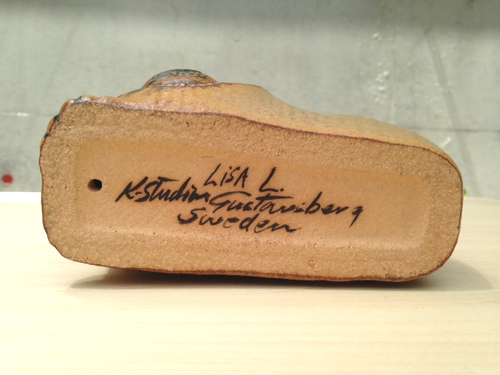 LISA L.
K-Studion Gustavsberg
Sweden